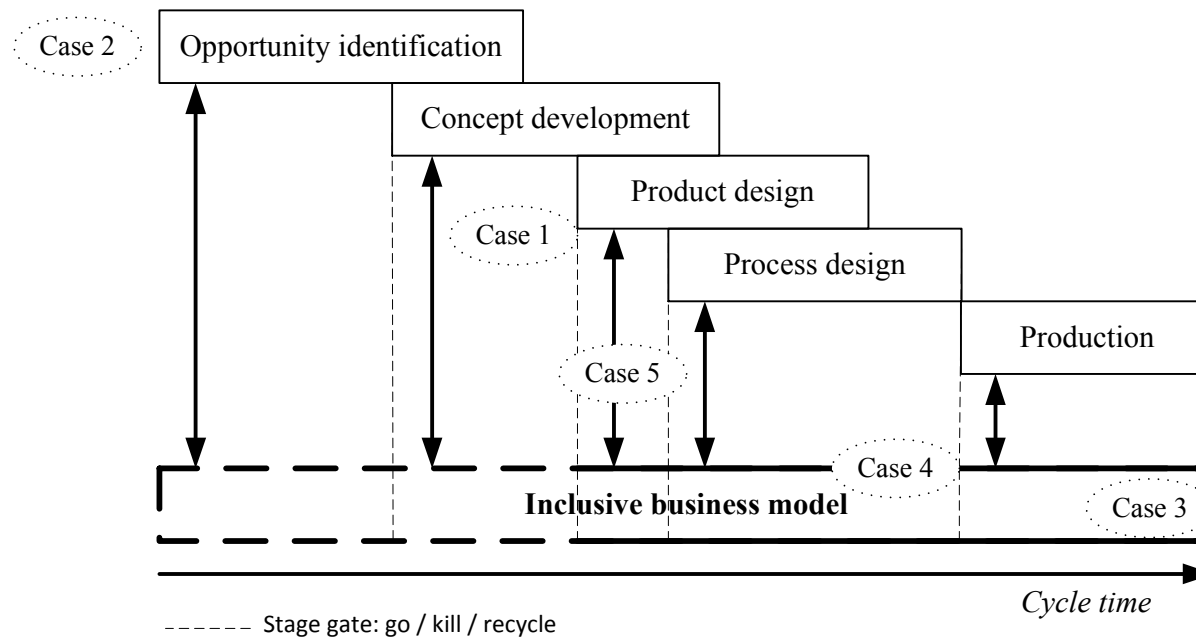 Case 2
Opportunity identification
Concept development
Product design
Case 1
Process design
Production
Case 5
Case 4
Inclusive business model
Case 3
Cycle time
Stage gate: go / kill / recycle